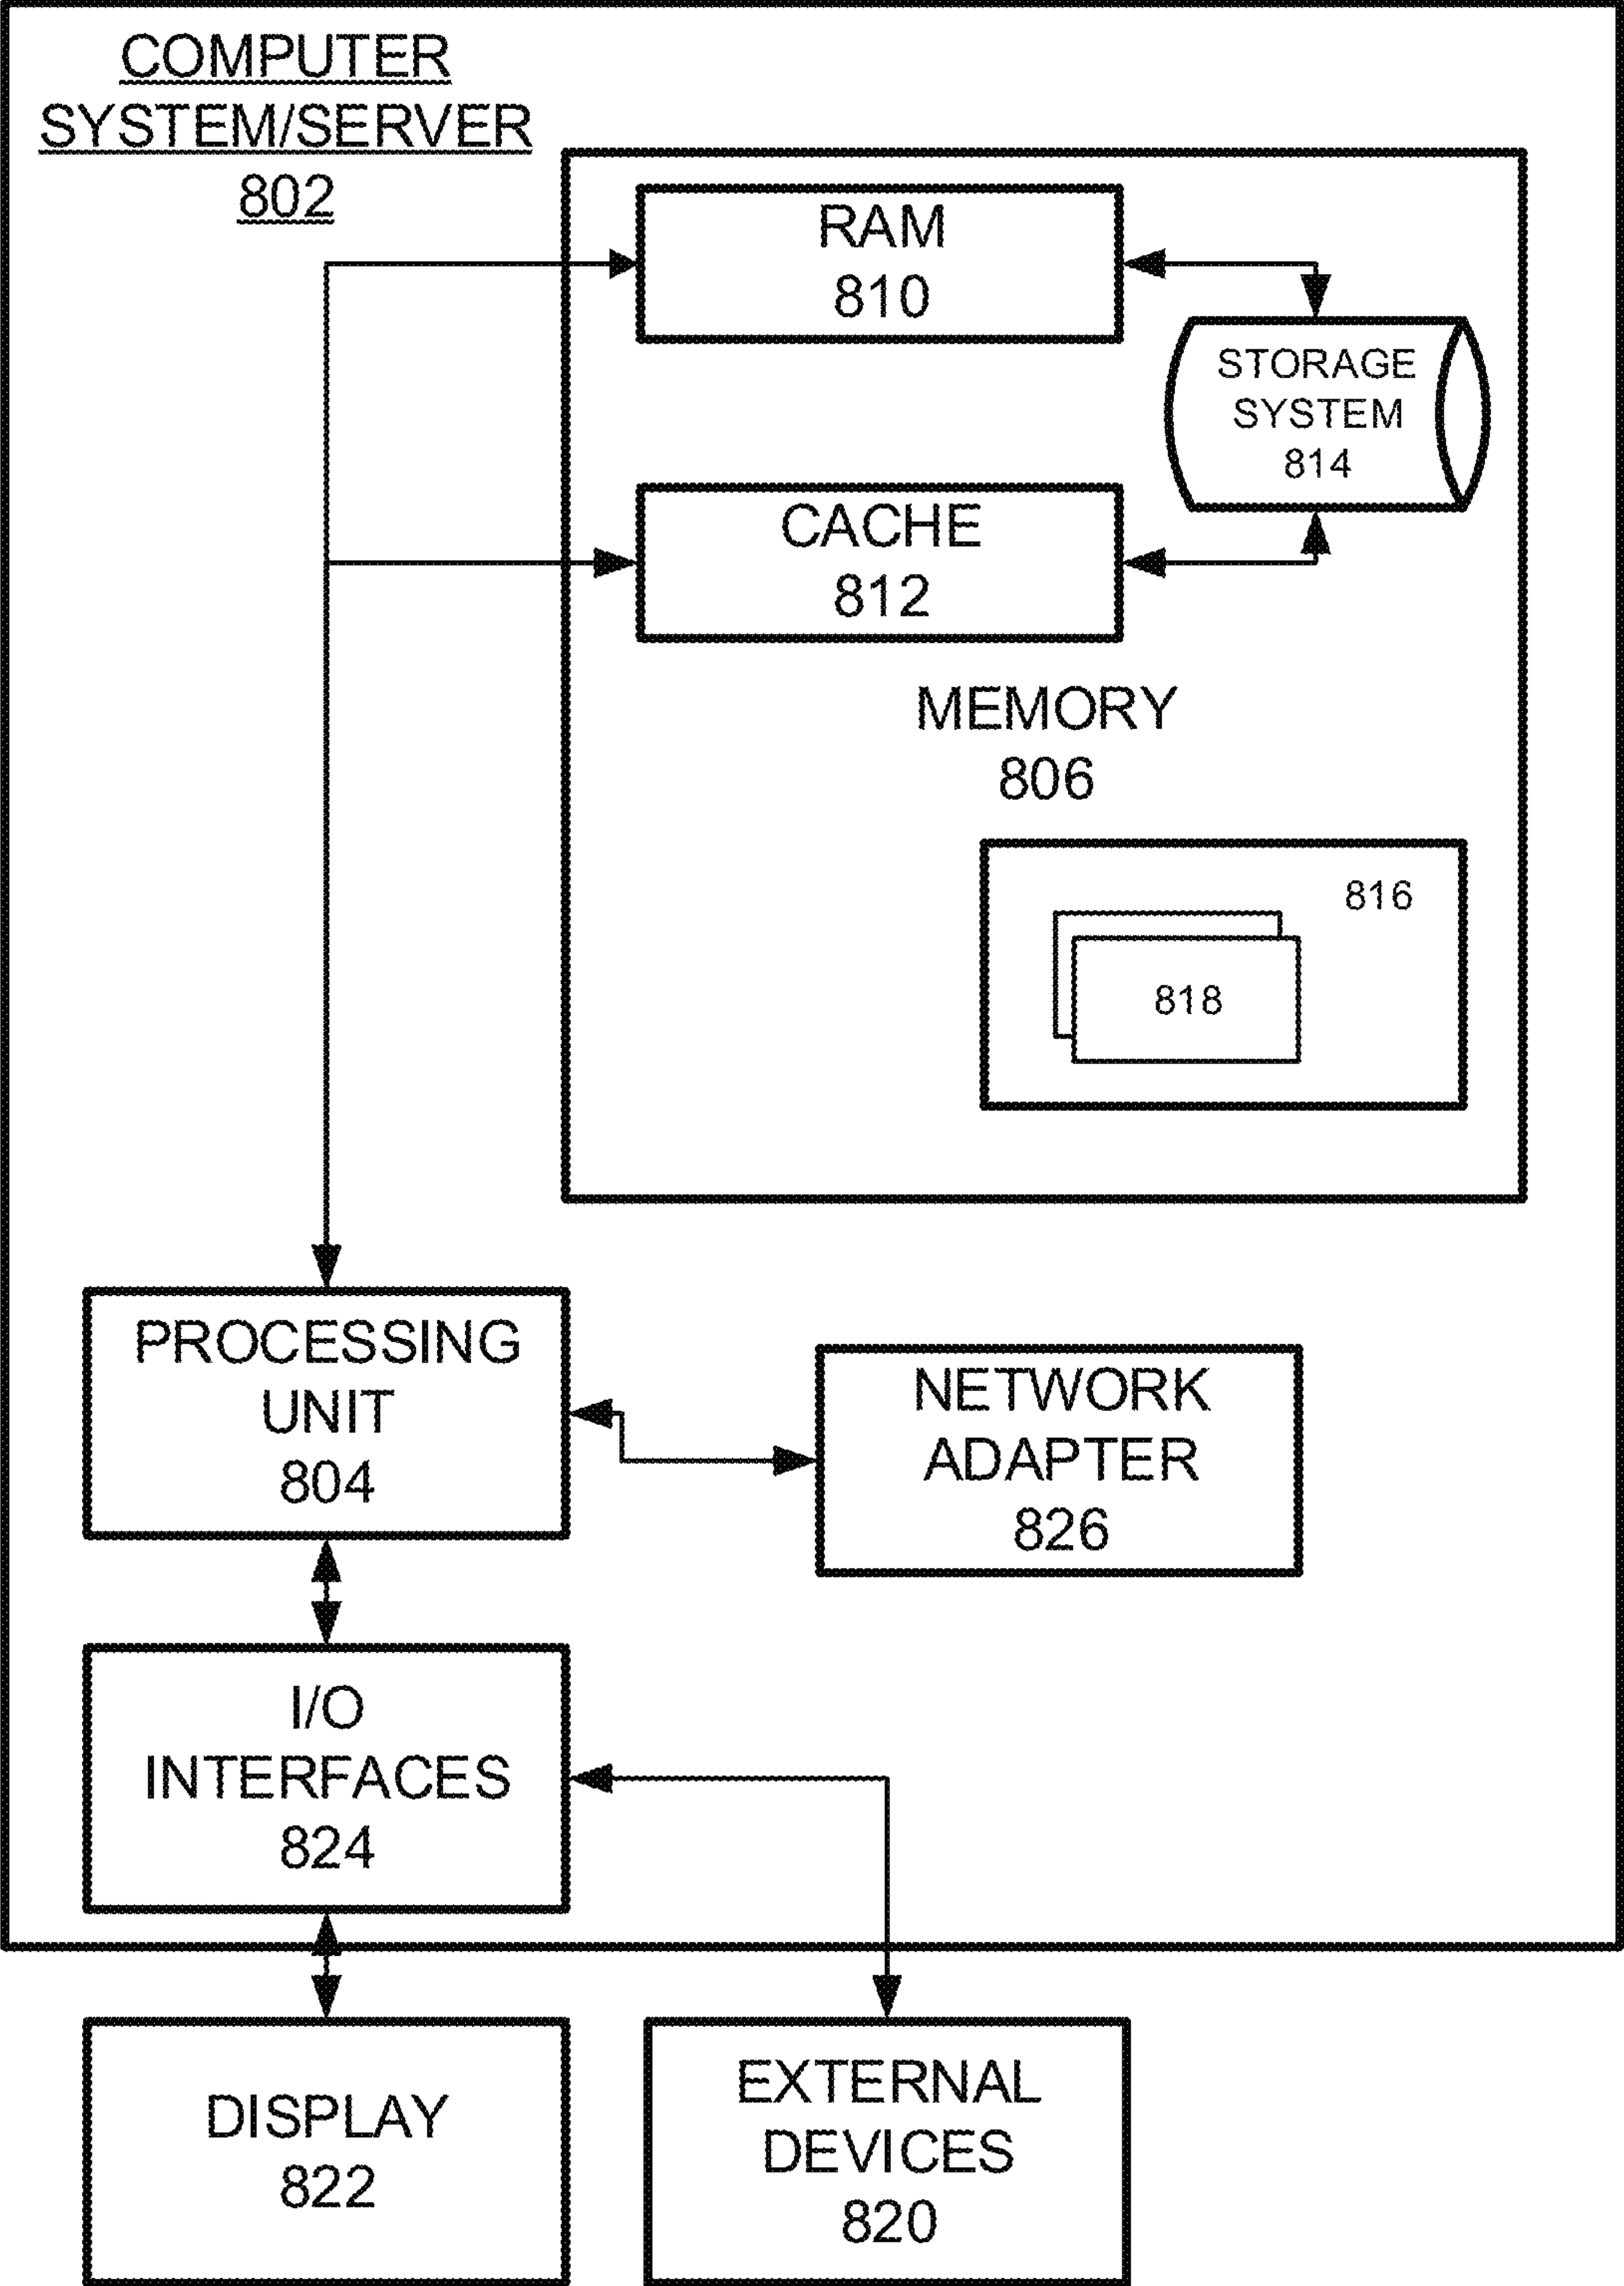 COMPUTER
SYSTEM/SERVER
802
RAM
810
STORAGE
SYSTEM
814
CACHE
812
MEMORY
806
816
818
PROCESSING
UNIT
804
NETWORK
ADAPTER
826
I/O
INTERFACES
824
DISPLAY
822
EXTERNAL
DEVICES
820